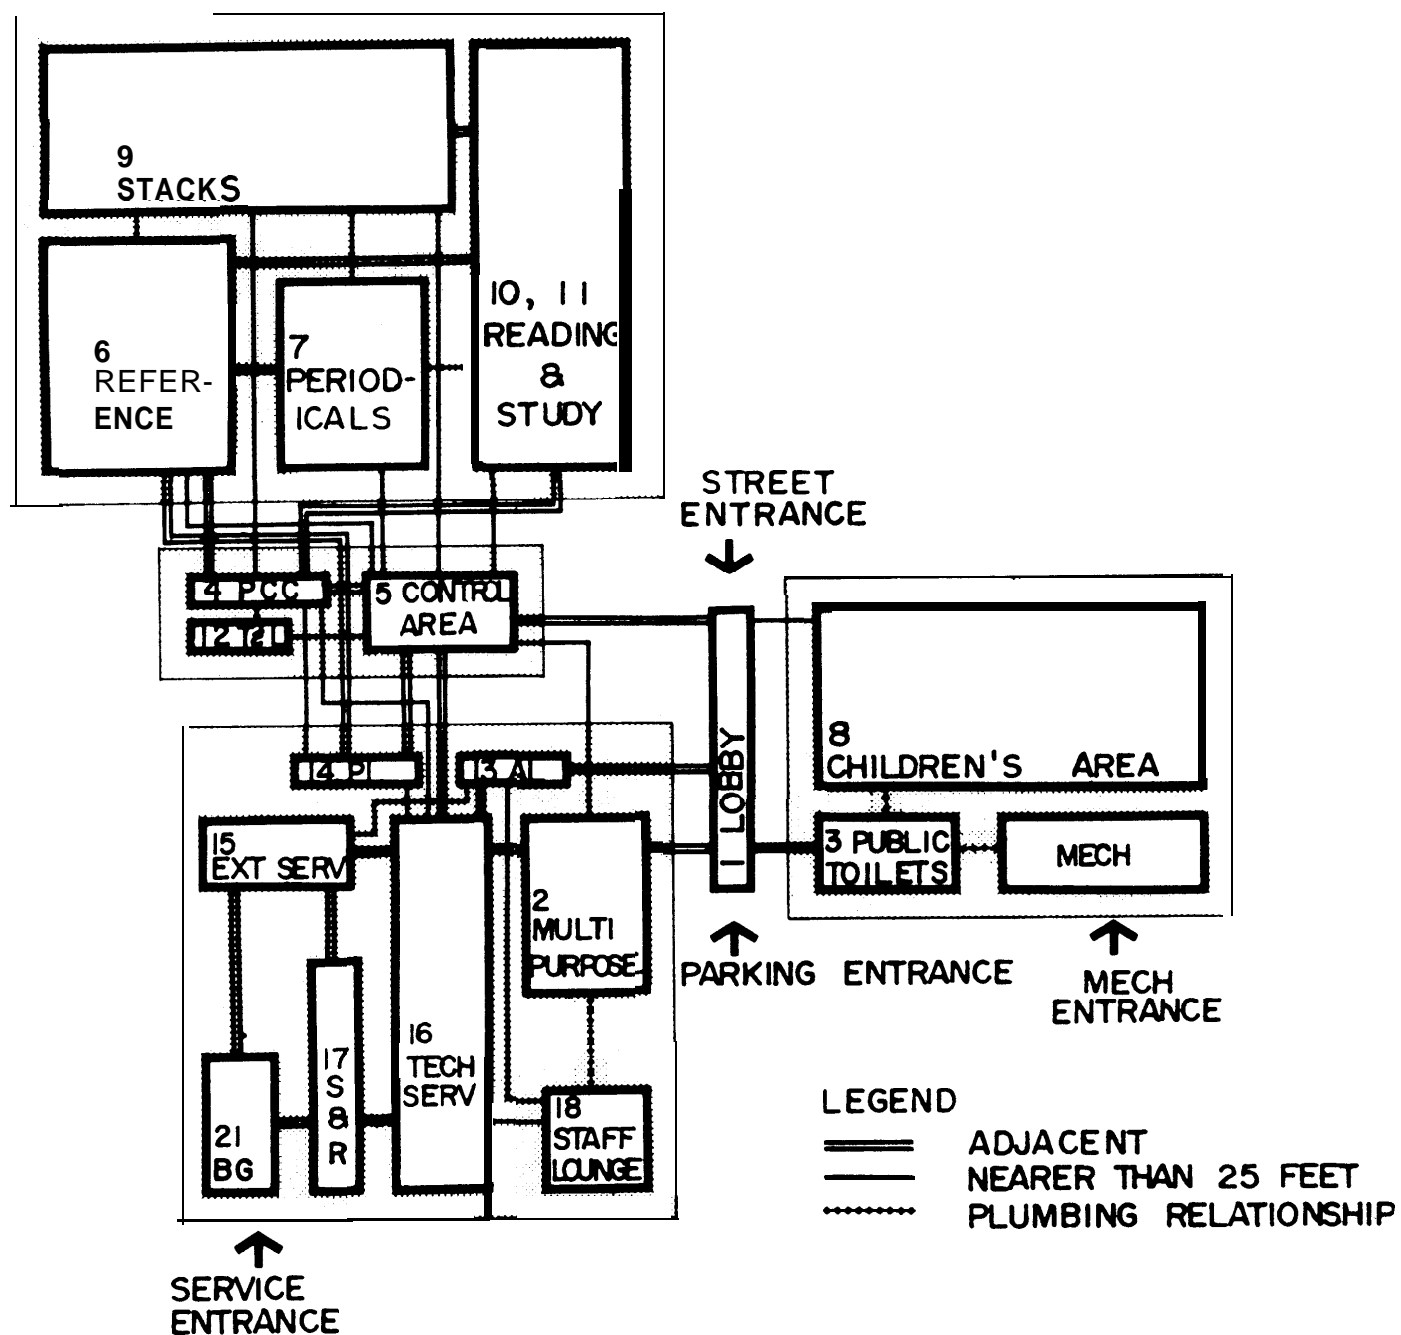 9
STACKS
10, 11
READING
&
STUDY
6
REFER-
ENCE
7
PERIOD-
ICALS
STREET
ENTRANCE
4 PCC
5 CONTROL
AREA
12 T2
1 LOBBY
8
CHILDREN'S AREA
14 P
13 A
15
EXT SERV
3 PUBLIC
TOILETS
MECH
2
MULTI
PURPOSE
PARKING ENTRANCE
MECH
ENTRANCE
16
TECH
SERV
17
S
&
R
18
STAFF
LOUNGE
21
BG
LEGEND
ADJACENT
NEARER THAN 25 FEET
PLUMBING RELATIONSHIP
SERVICE
ENTRANCE